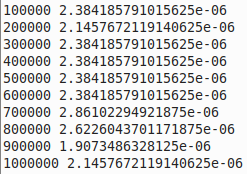 100000 2.384185791015625e-06
200000 2.1457672119140625e-06
300000 2.384185791015625e-06
400000 2.384185791015625e-06
500000 2.384185791015625e-06
600000 2.384185791015625e-06
700000 2.86102294921875e-06
800000 2.6226043701171875e-06
900000 1.9073486328125e-06
1000000 2.1457672119140625e-06